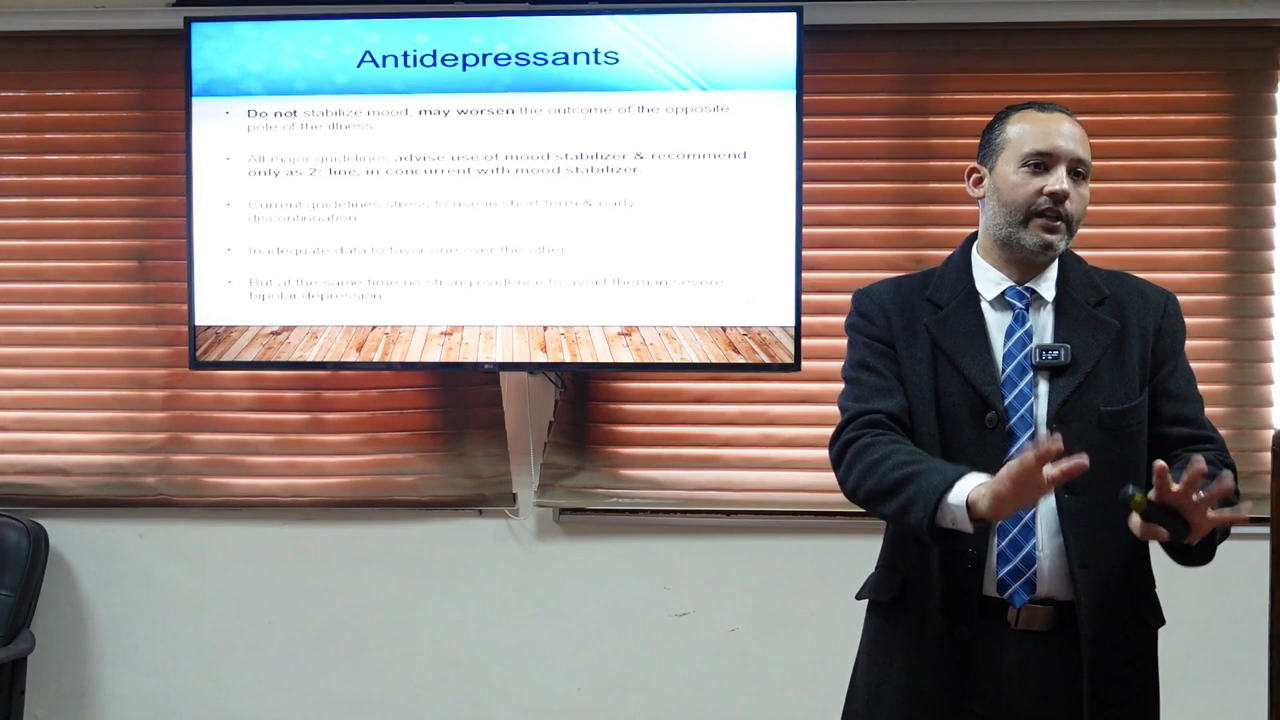 Antidepressants
• Do not stabilize mood, may worsen the outcome of the opposite
pole of the illness
• All major guidelines advise use of mood stabilizer & recommend
only as 2° line, in concurrent with mood stabilizer.
• Current guidelines stress to use in short term & early
discontinuation
• Inadequate data to favor one over the other
• But at the same time no strong evidence to avoid them in severe
bipolar depression
LG